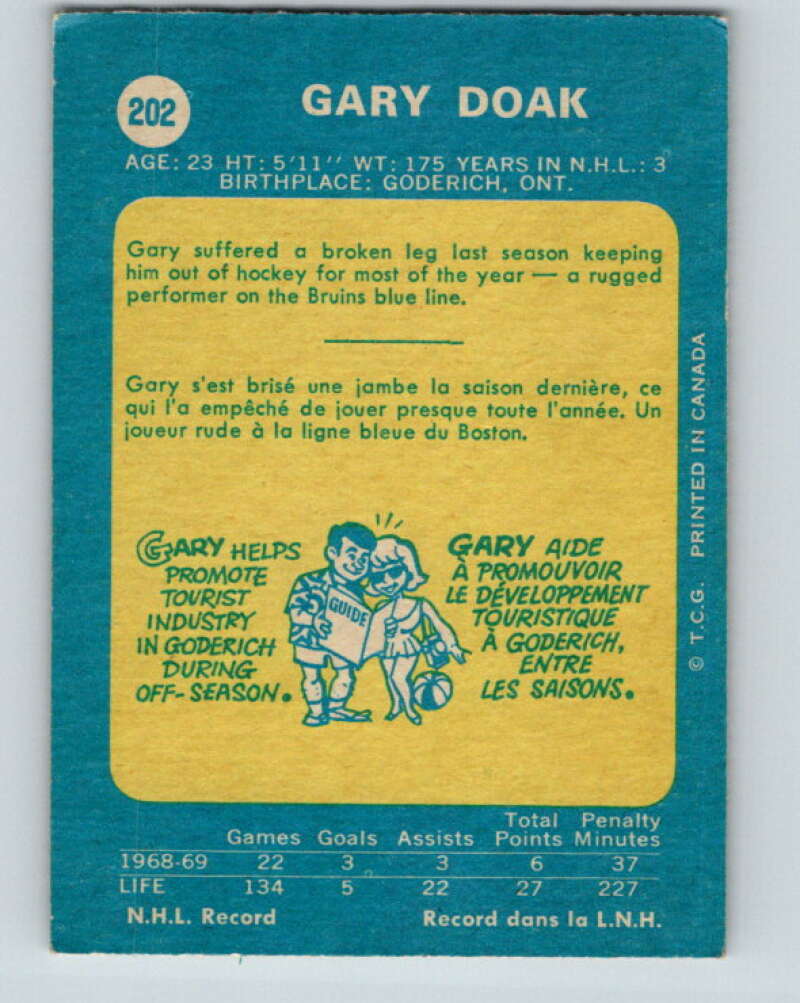 202
GARY DOAK
AGE: 23 HT: 5'11'' WT: 175 YEARS IN N.H.L.: 3
BIRTHPLACE: GODERICH, ONT.
Gary suffered a broken leg last season keeping
him out of hockey for most of the year — a rugged
performer on the Bruins blue line.
Gary s'est brisé une jambe la saison dernière, ce
qui l'a empêché de jouer presque toute l'année. Un
joueur rude à la ligne bleue du Boston.
GARY HELPS
PROMOTE
TOURIST
INDUSTRY
IN GODERICH
DURING
OFF-SEASON.
GUIDE
GARY AIDE
À PROMOUVOIR
LE DÉVELOPPEMENT
TOURISTIQUE
À GODERICH,
ENTRE
LES SAISONS.
© T.C.G. PRINTED IN CANADA
Games Goals Assists Total Points Penalty Minutes
1968-69 22 3 3 6 37
LIFE 134 5 22 27 227
N.H.L. Record Record dans la L.N.H.